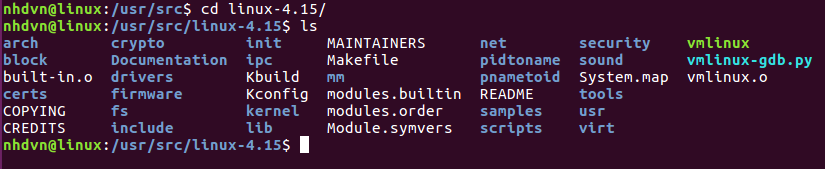 nhdvn@linux:/usr/src$ cd linux-4.15/
nhdvn@linux:/usr/src/linux-4.15$ ls
arch crypto init MAINTAINERS net security vmlinux
block Documentation ipc Makefile pidtoname sound vmlinux-gdb.py
built-in.o drivers Kbuild mm pnametoid System.map vmlinux.o
certs firmware Kconfig modules.builtin README tools
COPYING fs kernel modules.order samples usr
CREDITS include lib Module.symvers scripts virt
nhdvn@linux:/usr/src/linux-4.15$